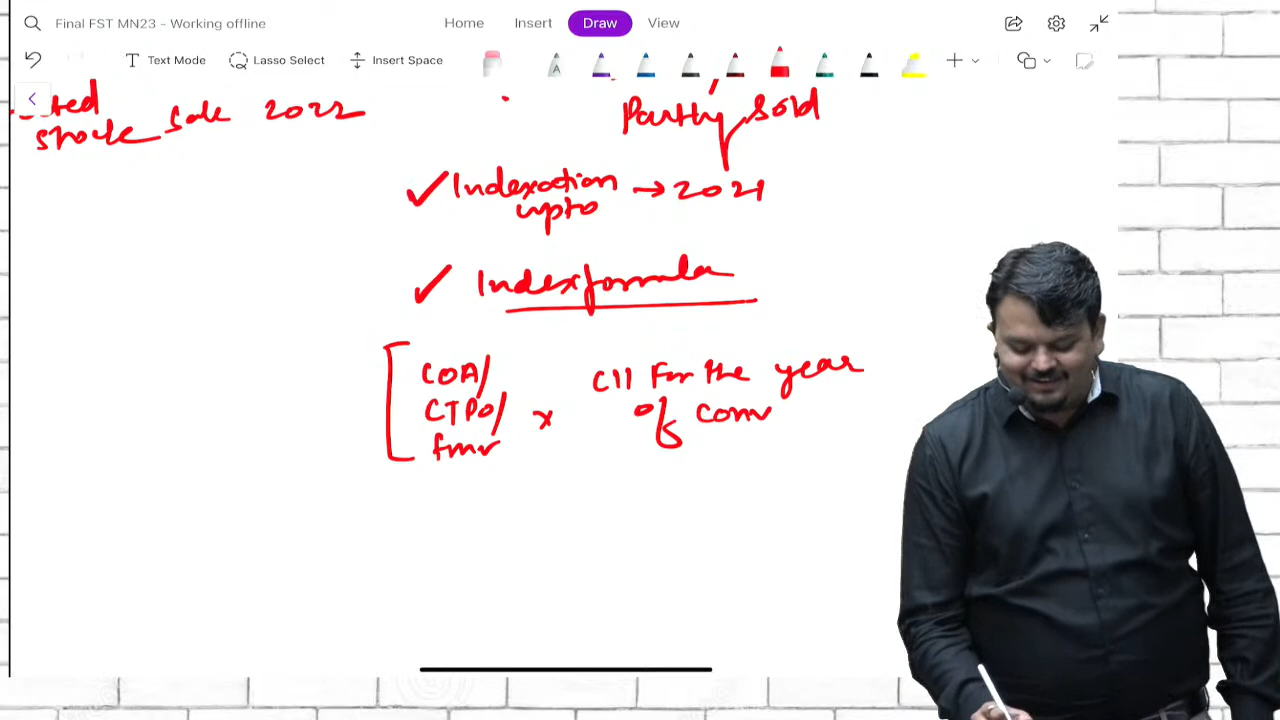 Final FST MN23 - Working offline
Home Insert Draw View
Text Mode Lasso Select Insert Space
stock sale 2022
Partly sold
✓ Indexation → 2021
upto
✓ Index formula
[ COA/
CTPO/
fmv
x
CII For the year
of conv